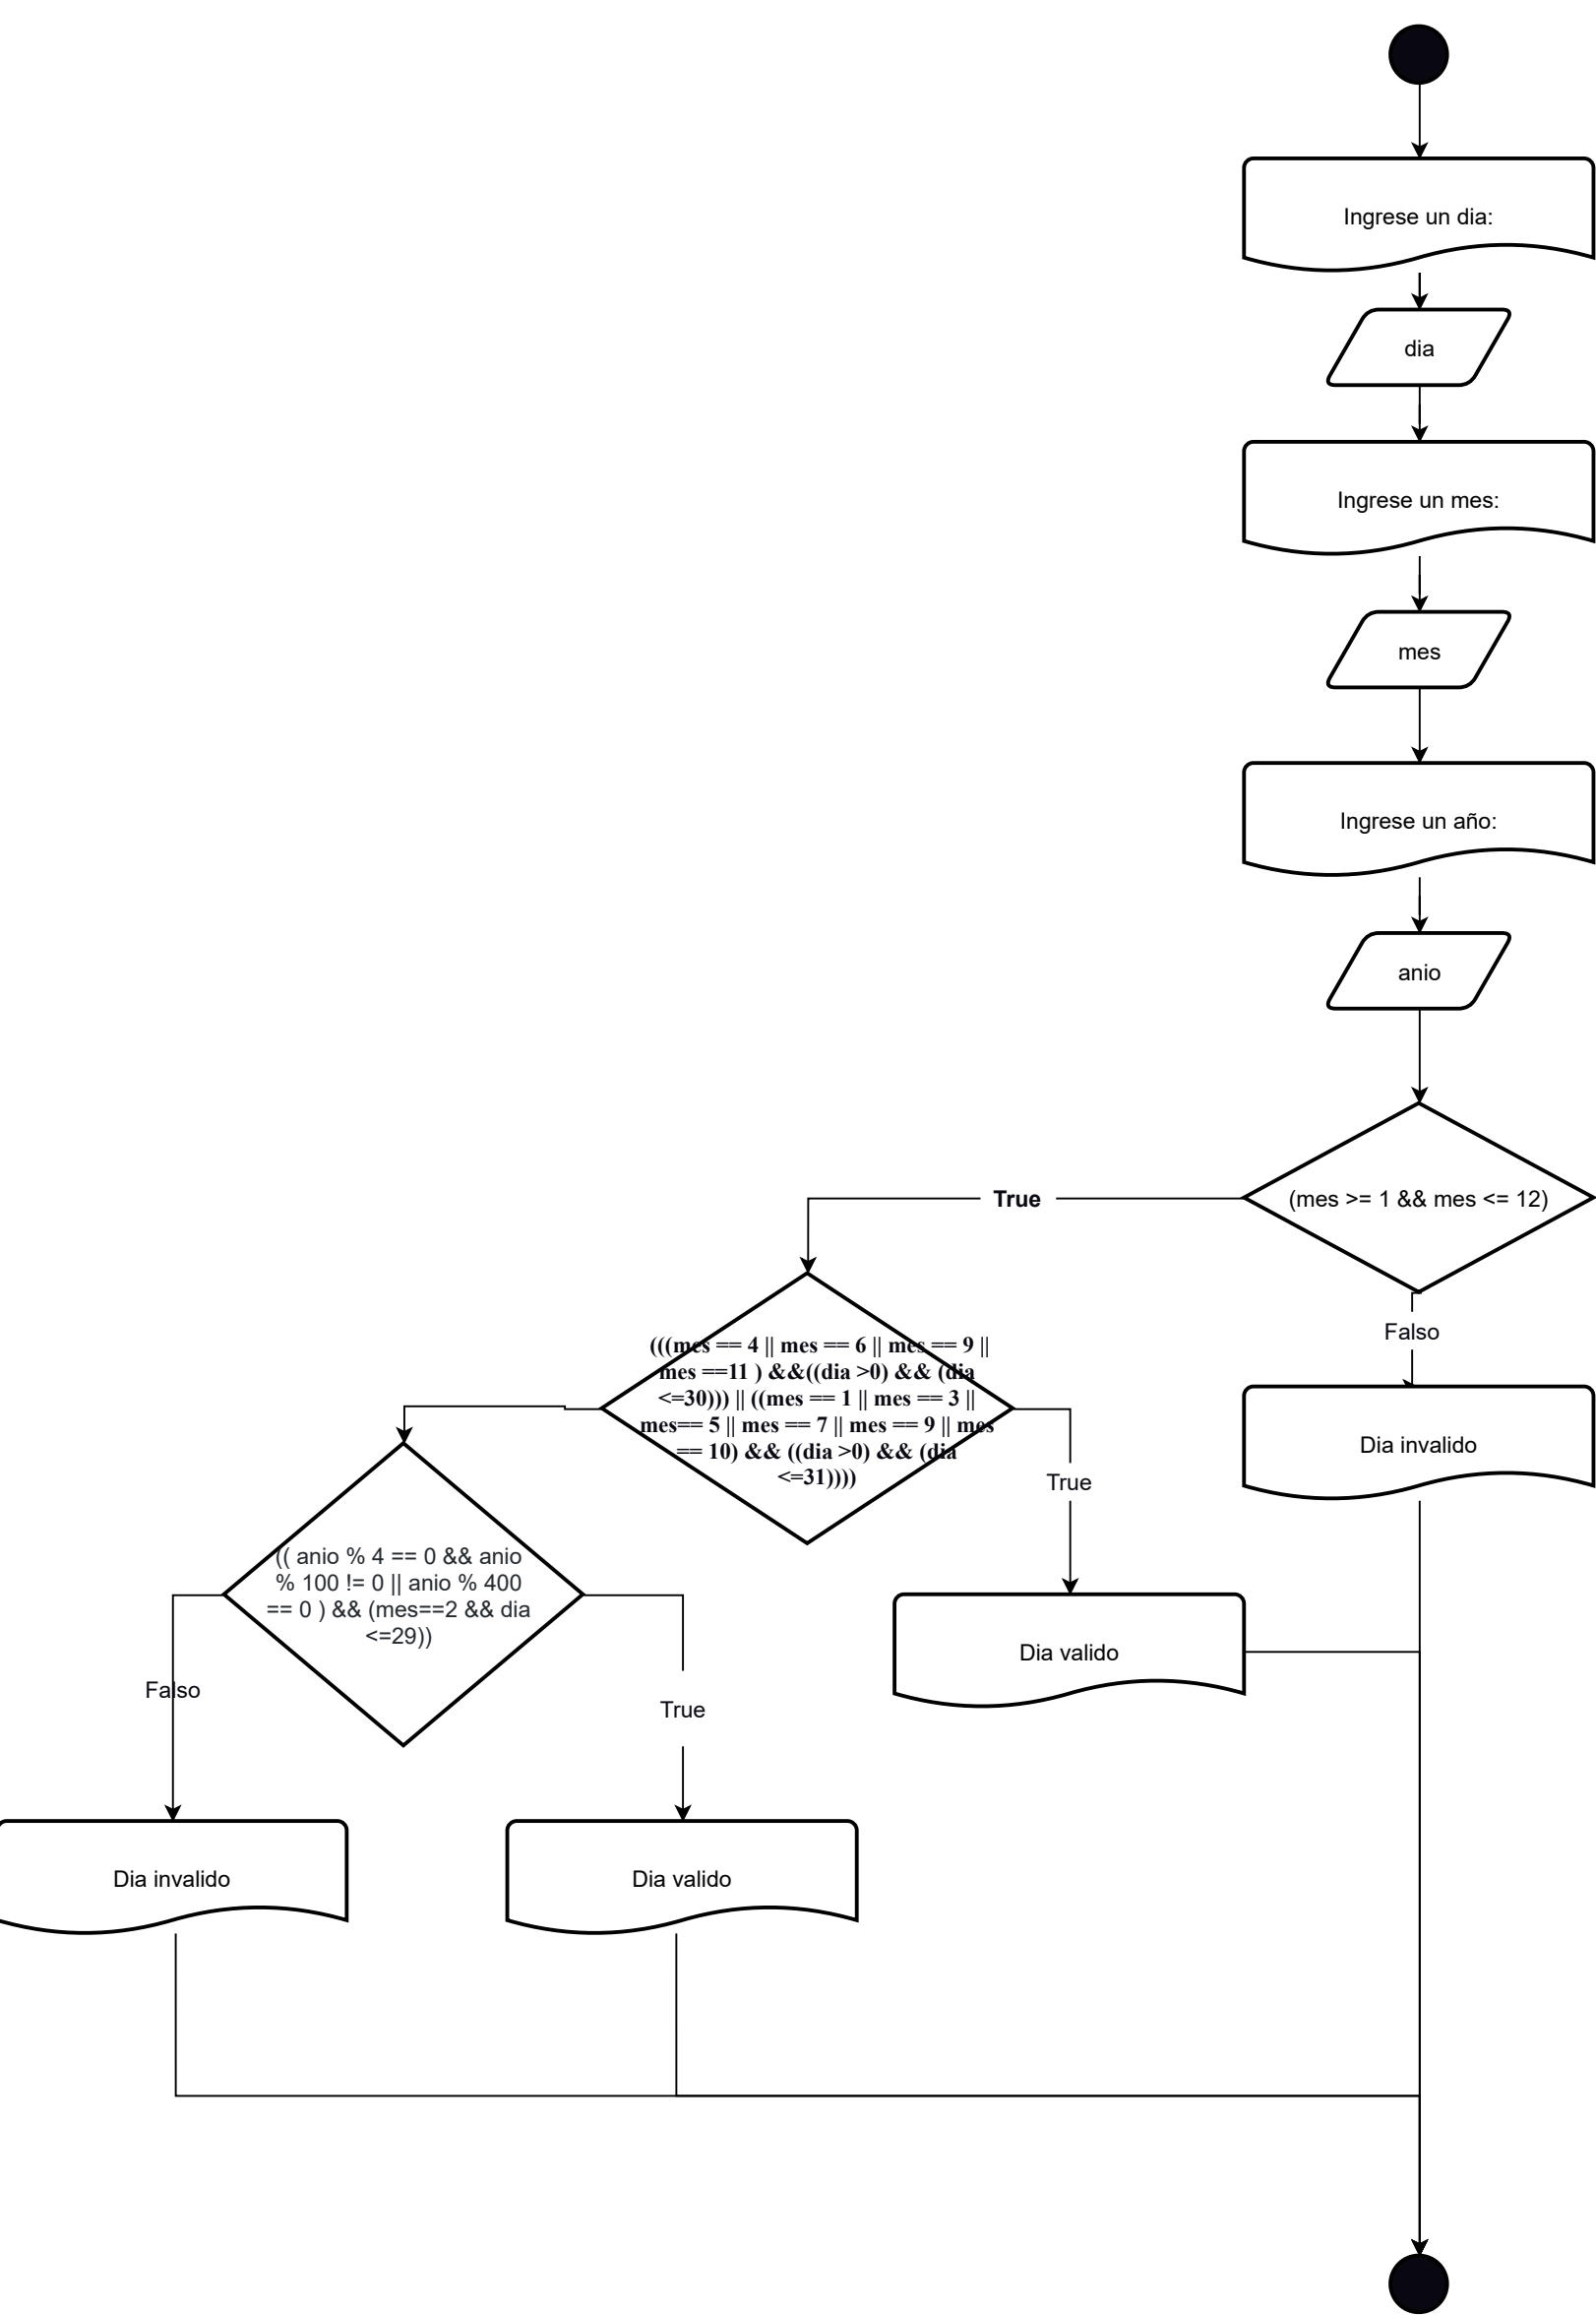 Ingrese un dia:
dia
Ingrese un mes:
mes
Ingrese un año:
anio
(mes >= 1 && mes <= 12)
True
Falso
(((mes == 4 || mes == 6 || mes == 9 ||
mes ==11 ) &&((dia >0) && (dia
<=30))) || ((mes == 1 || mes == 3 ||
mes== 5 || mes == 7 || mes == 9 || mes
== 10) && ((dia >0) && (dia
<=31))))
Dia invalido
True
(( anio % 4 == 0 && anio
% 100 != 0 || anio % 400
== 0 ) && (mes==2 && dia
<=29))
Dia valido
Falso
True
Dia invalido
Dia valido